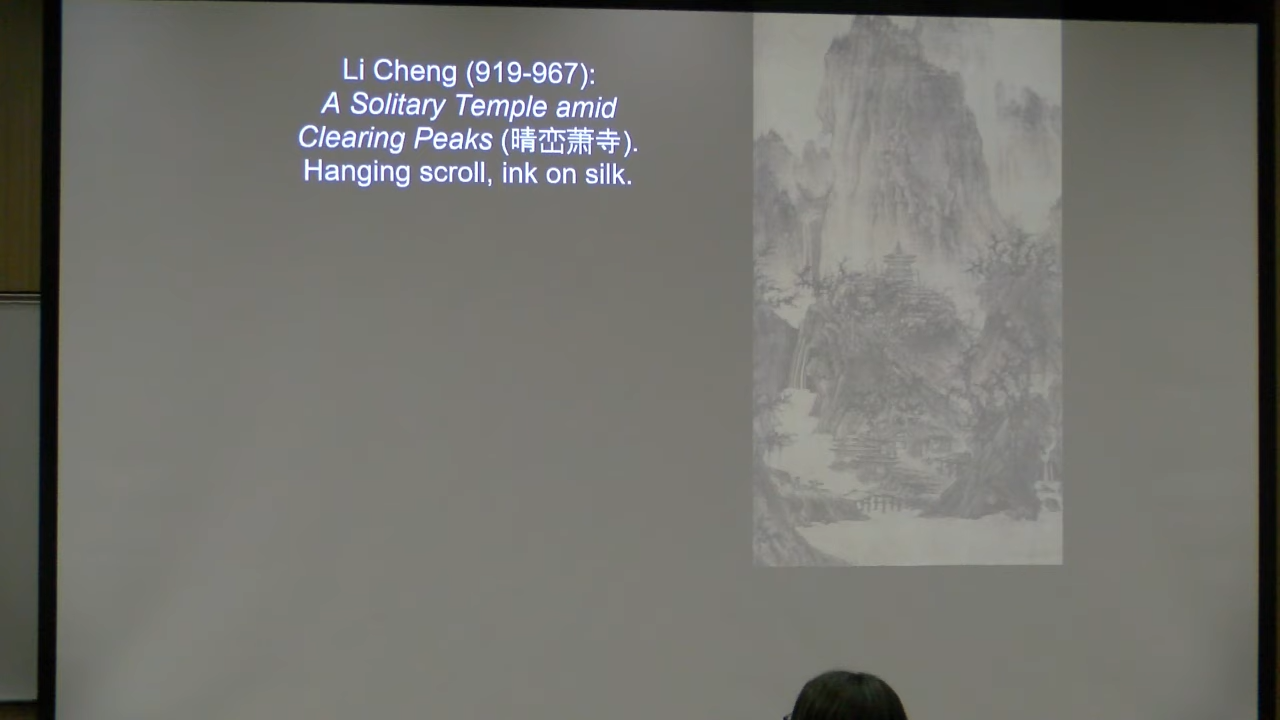 Li Cheng (919-967):
A Solitary Temple amid
Clearing Peaks (晴峦萧寺).
Hanging scroll, ink on silk.